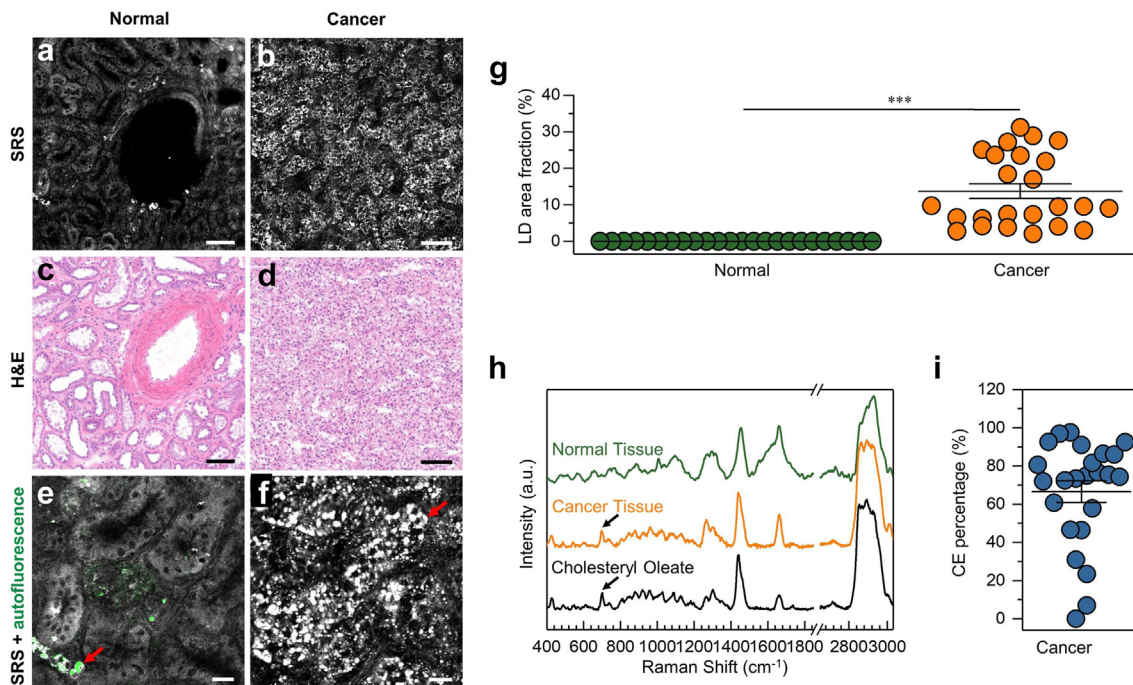 Normal
Cancer
SRS
a
b
H&E
c
d
SRS + autofluorescence
e
f
g
LD area fraction (%)
40
30
20
10
0
***
Normal
Cancer
h
Intensity (a.u.)
Normal Tissue
Cancer Tissue
Cholesteryl Oleate
400 600 800 1000 1200 1400 1600 1800 2800 3000
Raman Shift (cm⁻¹)
i
CE percentage (%)
120
100
80
60
40
20
0
Cancer